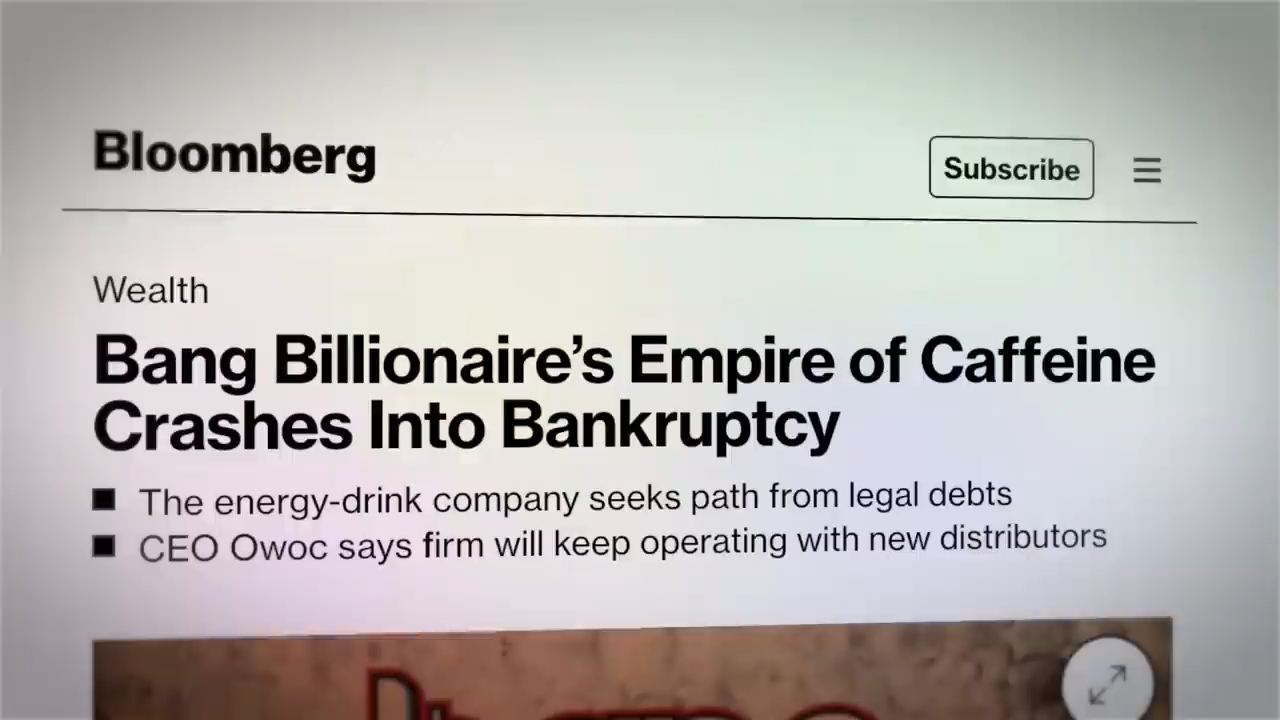 Bloomberg
Subscribe
Wealth
Bang Billionaire's Empire of Caffeine
Crashes Into Bankruptcy
The energy-drink company seeks path from legal debts
CEO Owoc says firm will keep operating with new distributors